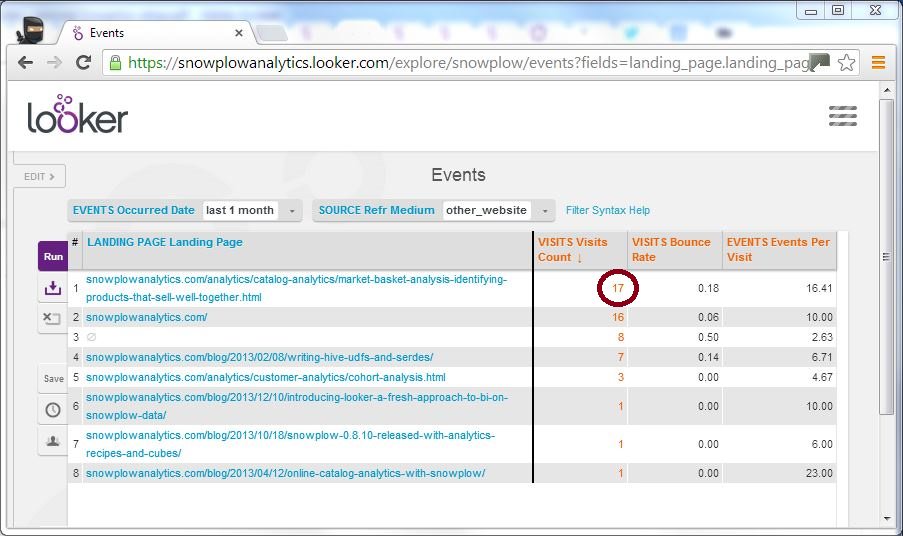 Events
https://snowplowanalytics.looker.com/explore/snowplow/events?fields=landing_page.landing_pag
looker
EDIT >
Events
EVENTS Occurred Date last 1 month SOURCE Refr Medium other_website Filter Syntax Help
Run
Save
# LANDING PAGE Landing Page VISITS Visits Count ↓ VISITS Bounce Rate EVENTS Events Per Visit
1 snowplowanalytics.com/analytics/catalog-analytics/market-basket-analysis-identifying-
products-that-sell-well-together.html 17 0.18 16.41
2 snowplowanalytics.com/ 16 0.06 10.00
3 ∅ 8 0.50 2.63
4 snowplowanalytics.com/blog/2013/02/08/writing-hive-udfs-and-serdes/ 7 0.14 6.71
5 snowplowanalytics.com/analytics/customer-analytics/cohort-analysis.html 3 0.00 4.67
6 snowplowanalytics.com/blog/2013/12/10/introducing-looker-a-fresh-approach-to-bi-on-
snowplow-data/ 1 0.00 10.00
7 snowplowanalytics.com/blog/2013/10/18/snowplow-0.8.10-released-with-analytics-
recipes-and-cubes/ 1 0.00 6.00
8 snowplowanalytics.com/blog/2013/04/12/online-catalog-analytics-with-snowplow/ 1 0.00 23.00